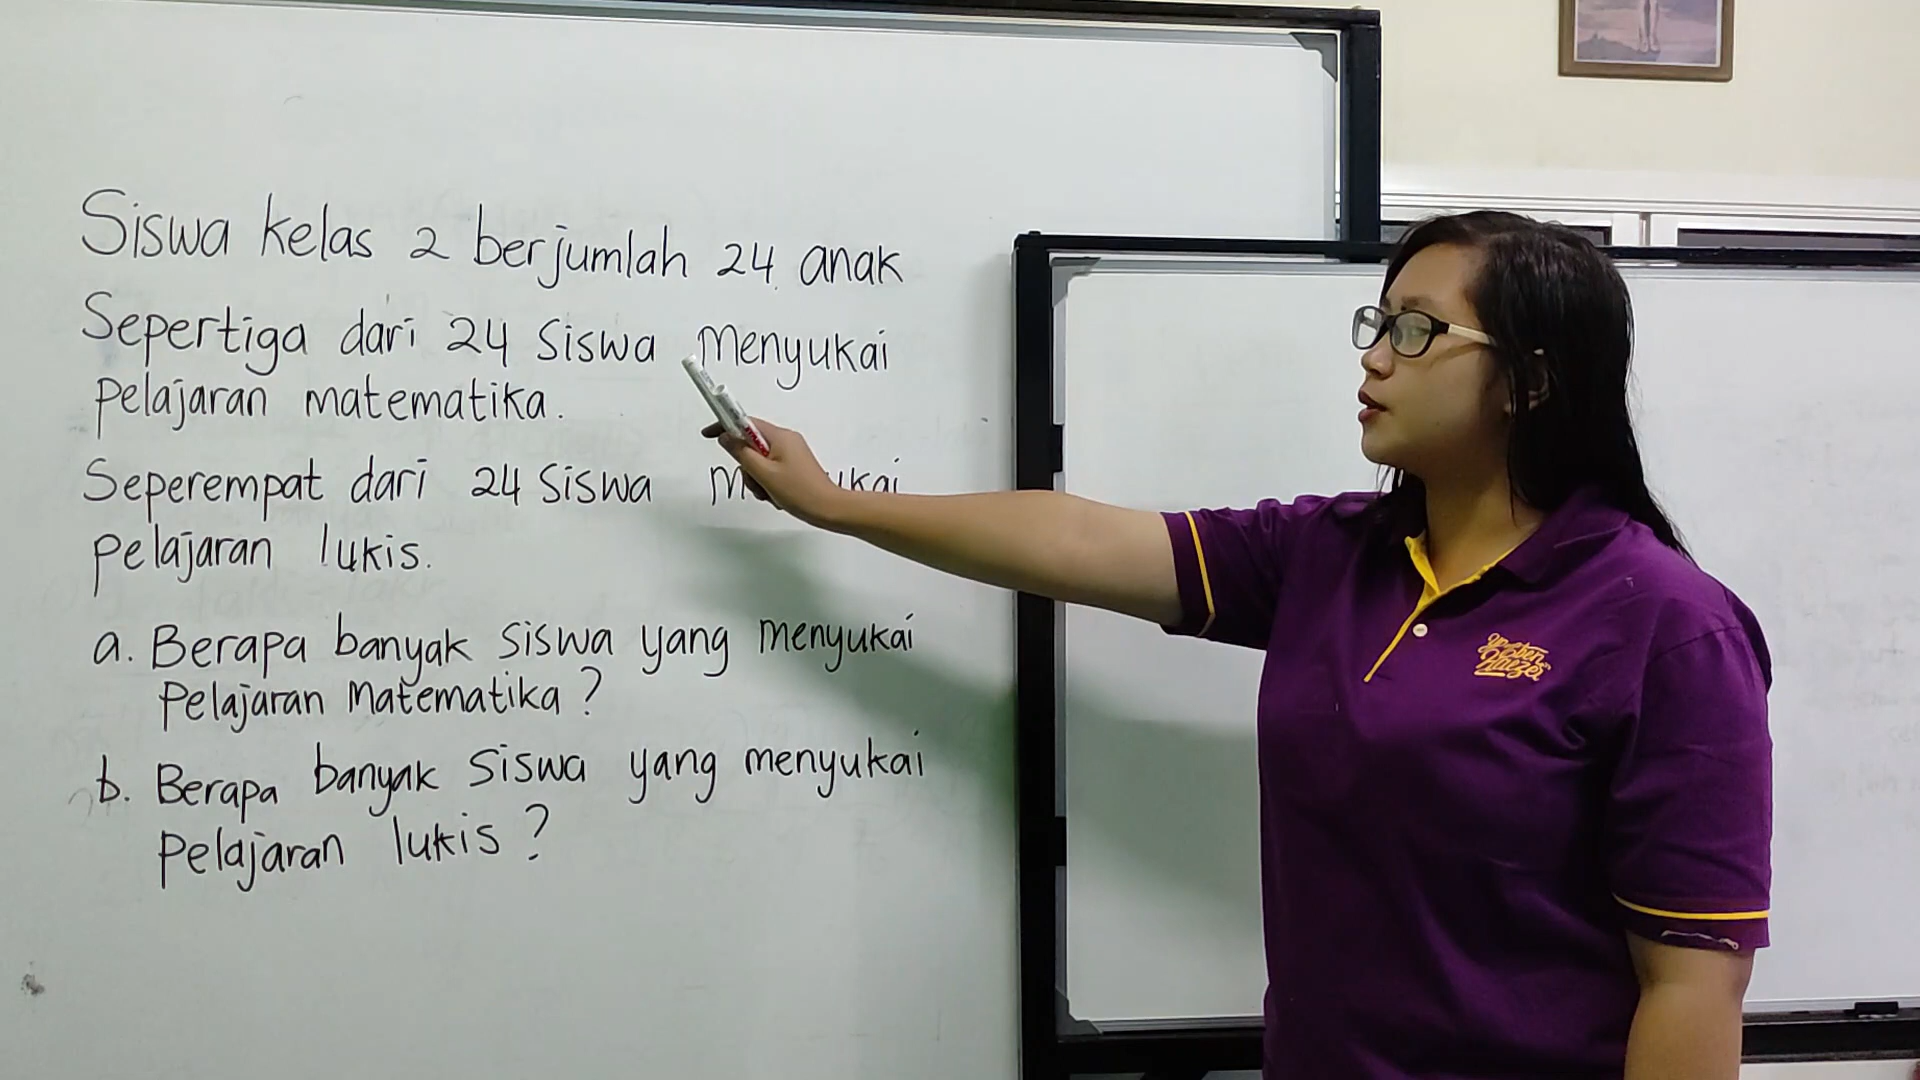 Siswa kelas 2 berjumlah 24 anak
Sepertiga dari 24 siswa menyukai
pelajaran matematika.
Seperempat dari 24 siswa
pelajaran lukis.
a. Berapa banyak siswa yang menyukai
pelajaran matematika?
b. Berapa banyak siswa yang menyukai
pelajaran lukis?